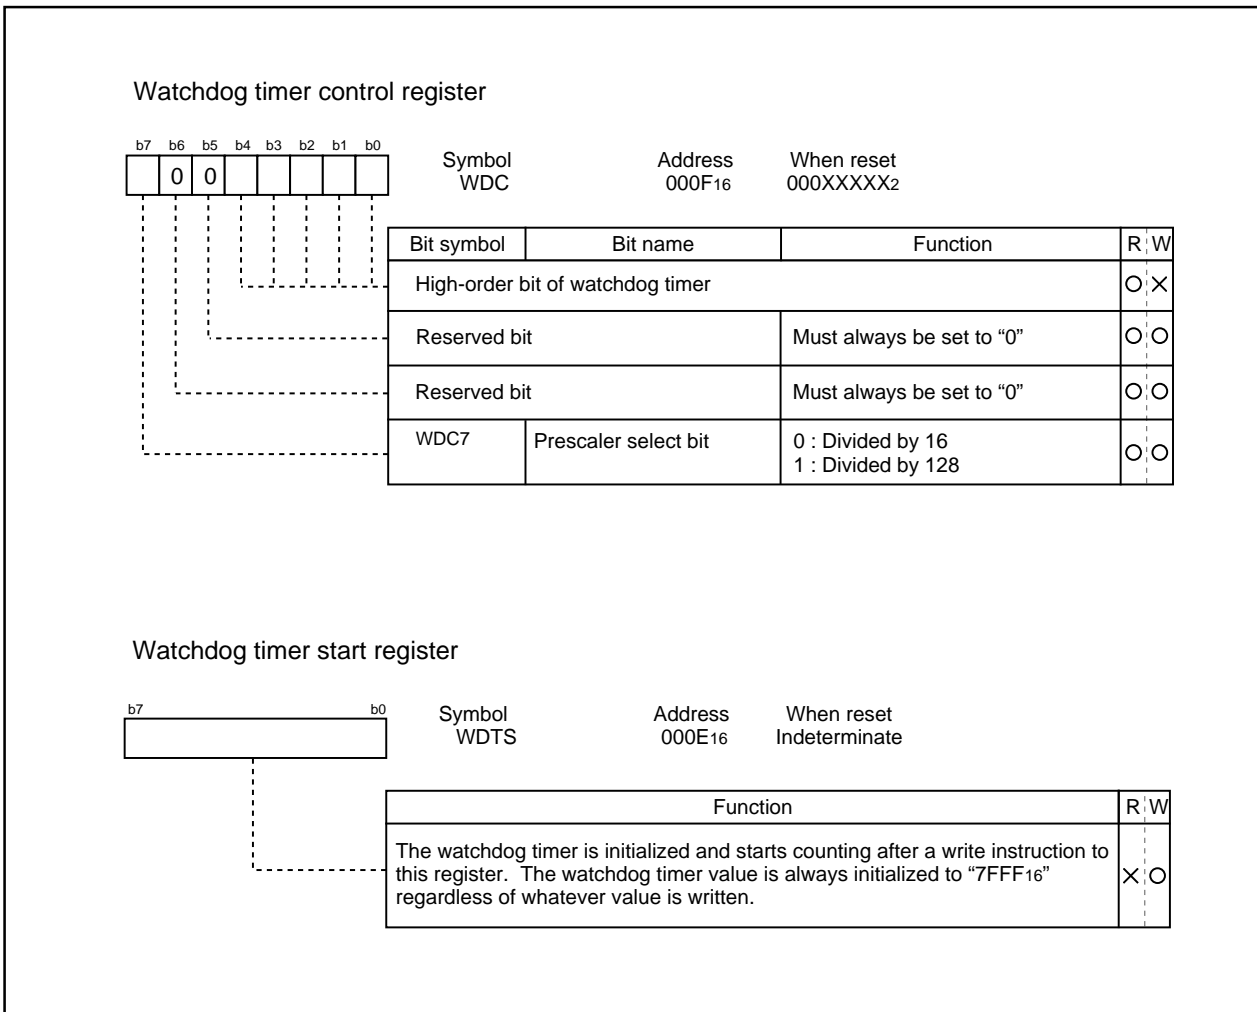 Watchdog timer control register
b7 b6 b5 b4 b3 b2 b1 b0
0 0
Symbol Address When reset
WDC 000F16 000XXXXX2
Bit symbol Bit name Function R W
High-order bit of watchdog timer
Reserved bit Must always be set to “0”
Reserved bit Must always be set to “0”
WDC7 Prescaler select bit 0 : Divided by 16
1 : Divided by 128
Watchdog timer start register
b7 b0
Symbol Address When reset
WDTS 000E16 Indeterminate
Function R W
The watchdog timer is initialized and starts counting after a write instruction to
this register. The watchdog timer value is always initialized to “7FFF16”
regardless of whatever value is written.